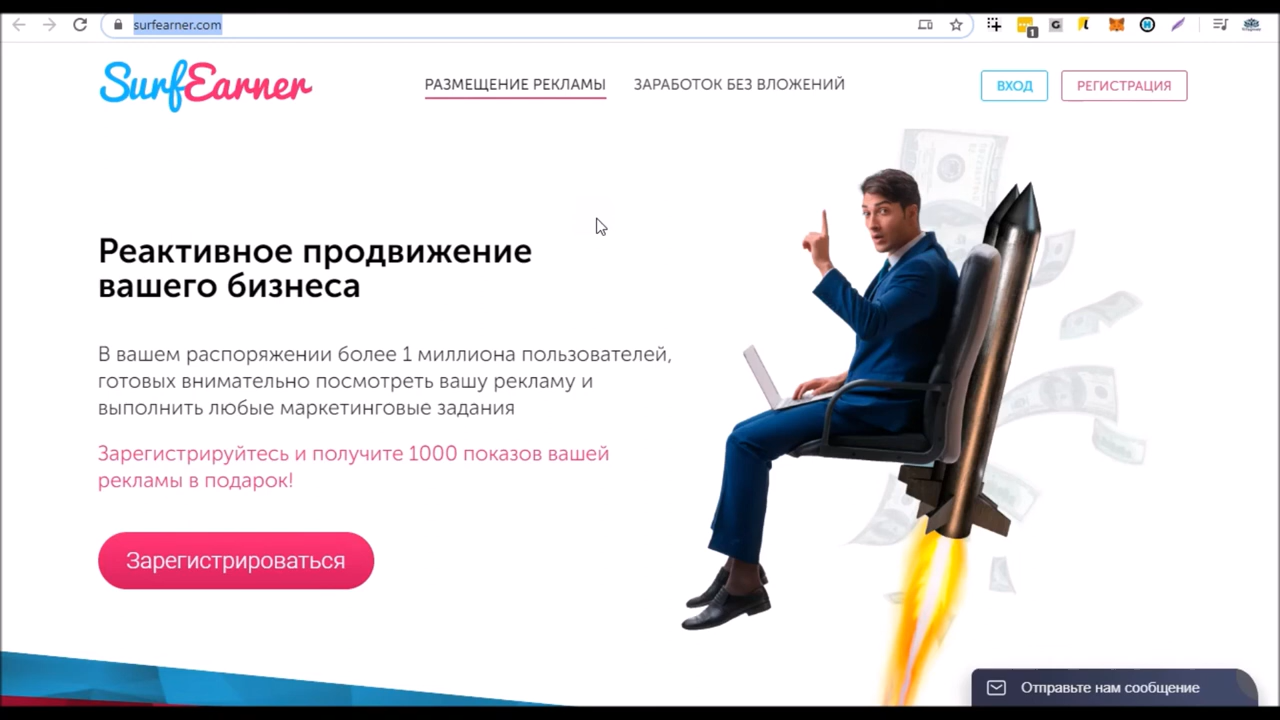 surfearner.com
1
SurfEarner
РАЗМЕЩЕНИЕ РЕКЛАМЫ
ЗАРАБОТОК БЕЗ ВЛОЖЕНИЙ
ВХОД
РЕГИСТРАЦИЯ
Реактивное продвижение
вашего бизнеса
В вашем распоряжении более 1 миллиона пользователей,
готовых внимательно посмотреть вашу рекламу и
выполнить любые маркетинговые задания
Зарегистрируйтесь и получите 1000 показов вашей
рекламы в подарок!
Зарегистрироваться
Отправьте нам сообщение